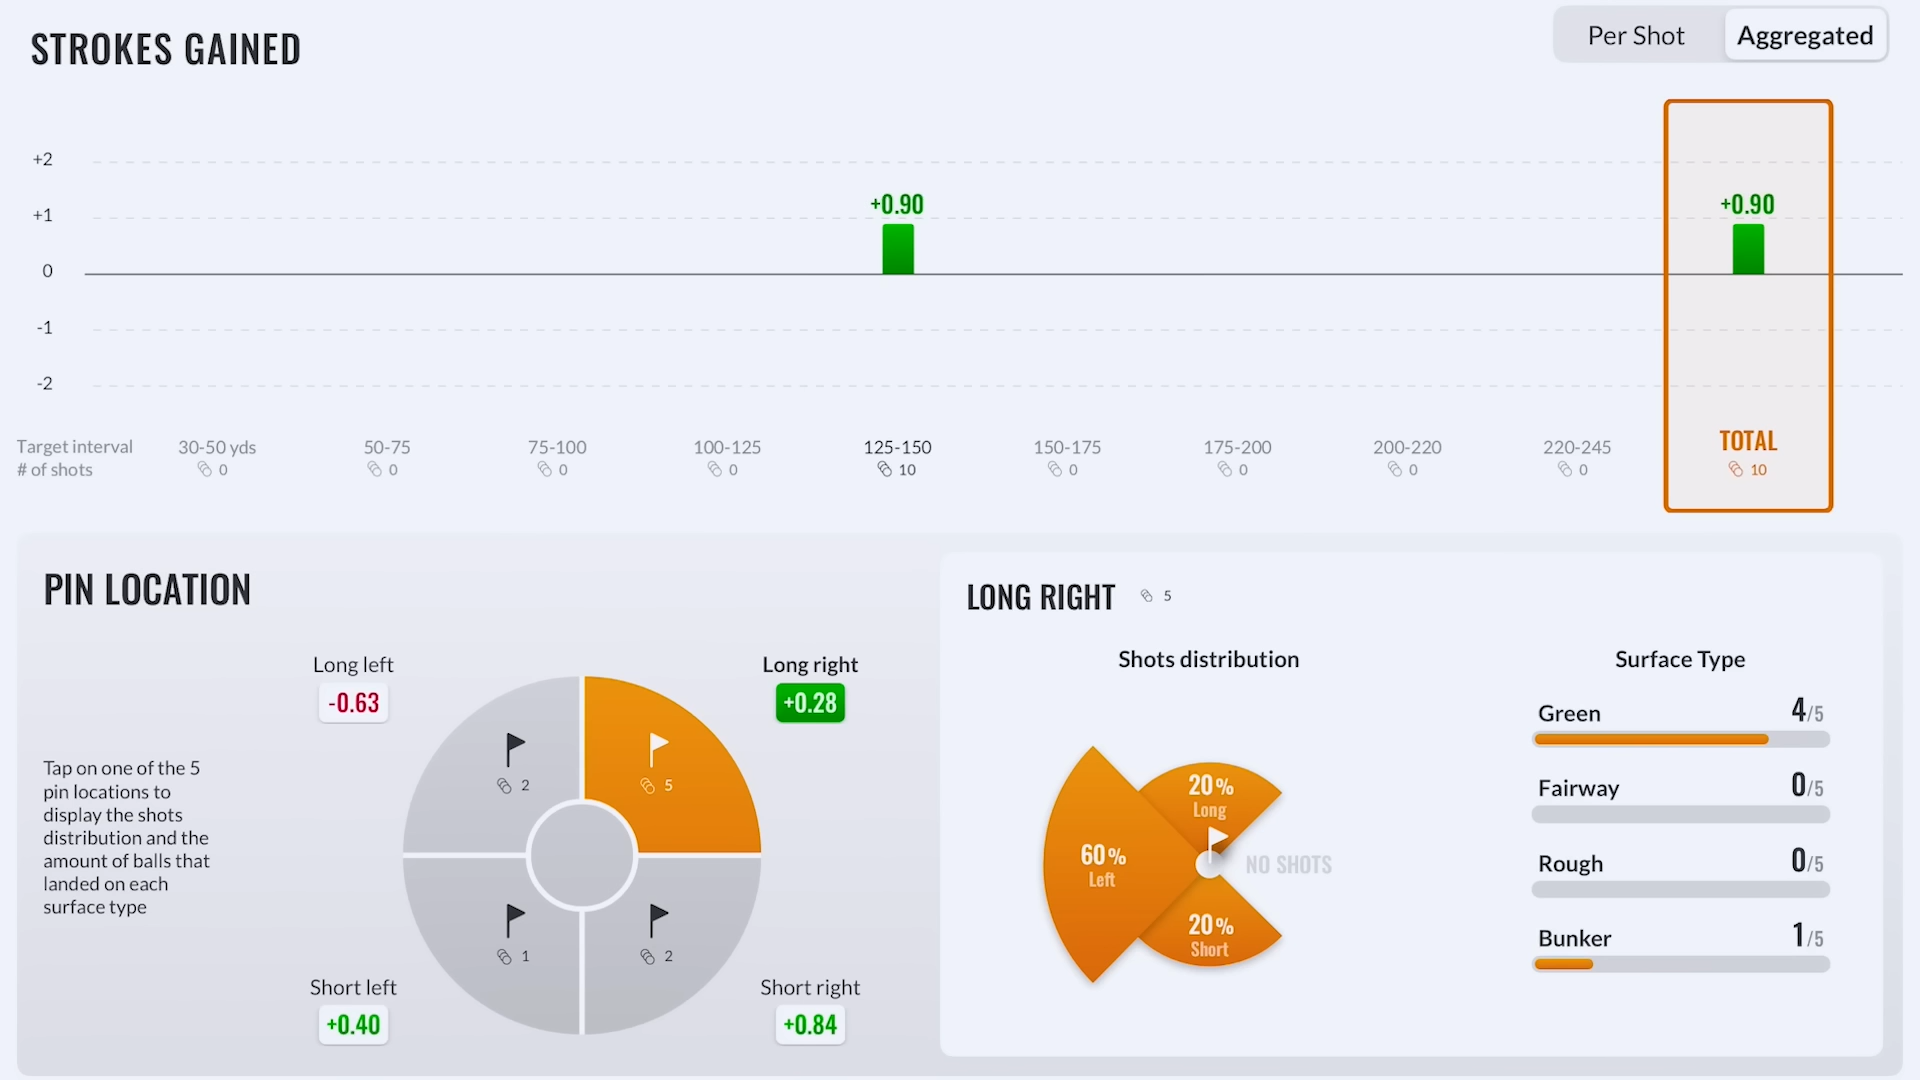 STROKES GAINED
Per Shot
Aggregated
+2
+1
0
-1
-2
+0.90
+0.90
Target interval
# of shots
30-50 yds
0
50-75
0
75-100
0
100-125
0
125-150
10
150-175
0
175-200
0
200-220
0
220-245
0
TOTAL
10
PIN LOCATION
Tap on one of the 5
pin locations to
display the shots
distribution and the
amount of balls that
landed on each
surface type
Long left
-0.63
Long right
+0.28
2
5
1
2
Short left
+0.40
Short right
+0.84
LONG RIGHT
5
Shots distribution
20%
Long
60%
Left
NO SHOTS
20%
Short
Surface Type
Green 4/5
Fairway 0/5
Rough 0/5
Bunker 1/5